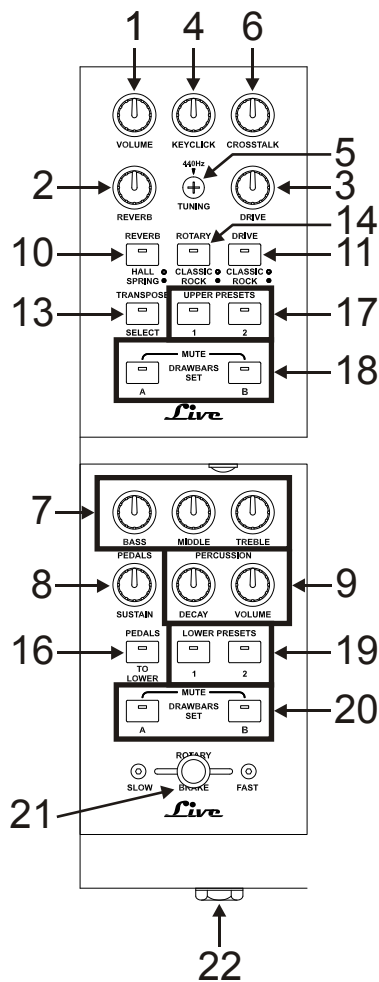 1 4 6
VOLUME KEYCLICK CROSSTALK
440Hz
5
2 3
REVERB TUNING DRIVE
14
REVERB ROTARY DRIVE
10 11
HALL CLASSIC CLASSIC
SPRING ROCK ROCK
TRANSPOSE UPPER PRESETS
13 17
SELECT 1 2
MUTE
18
DRAWBARS
SET
A B
Live
7
BASS MIDDLE TREBLE
PEDALS PERCUSSION
8 9
SUSTAIN DECAY VOLUME
PEDALS LOWER PRESETS
16 19
TO
LOWER
1 2
MUTE
20
DRAWBARS
SET
A B
ROTARY
SLOW BRAKE FAST
21
Live
22